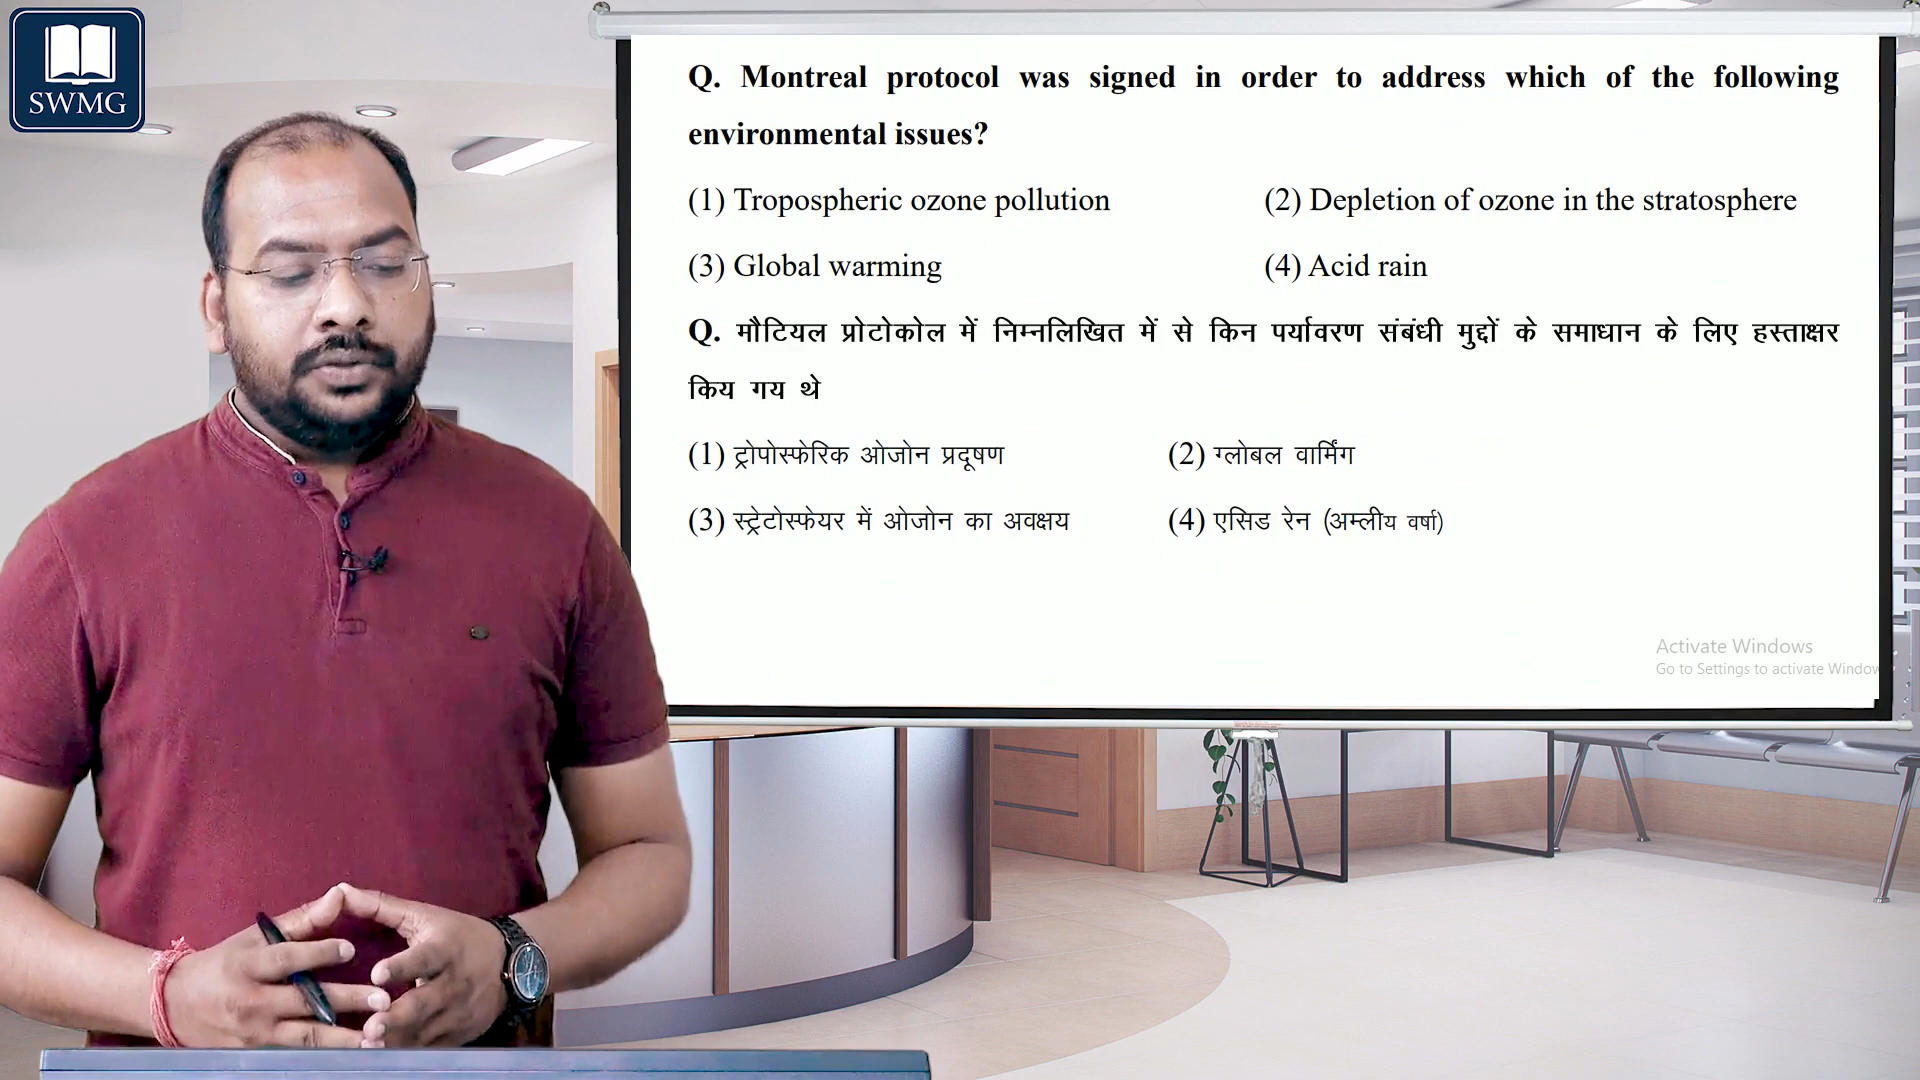 SWMG
Q. Montreal protocol was signed in order to address which of the following
environmental issues?
(1) Tropospheric ozone pollution (2) Depletion of ozone in the stratosphere
(3) Global warming (4) Acid rain
Q. मौटियल प्रोटोकोल में निम्नलिखित में से किन पर्यावरण संबंधी मुद्दों के समाधान के लिए हस्ताक्षर
किय गय थे
(1) ट्रोपोस्फेरिक ओजोन प्रदूषण (2) ग्लोबल वार्मिंग
(3) स्ट्रेटोस्फेयर में ओजोन का अवक्षय (4) एसिड रेन (अम्लीय वर्षा)
Activate Windows
Go to Settings to activate Window